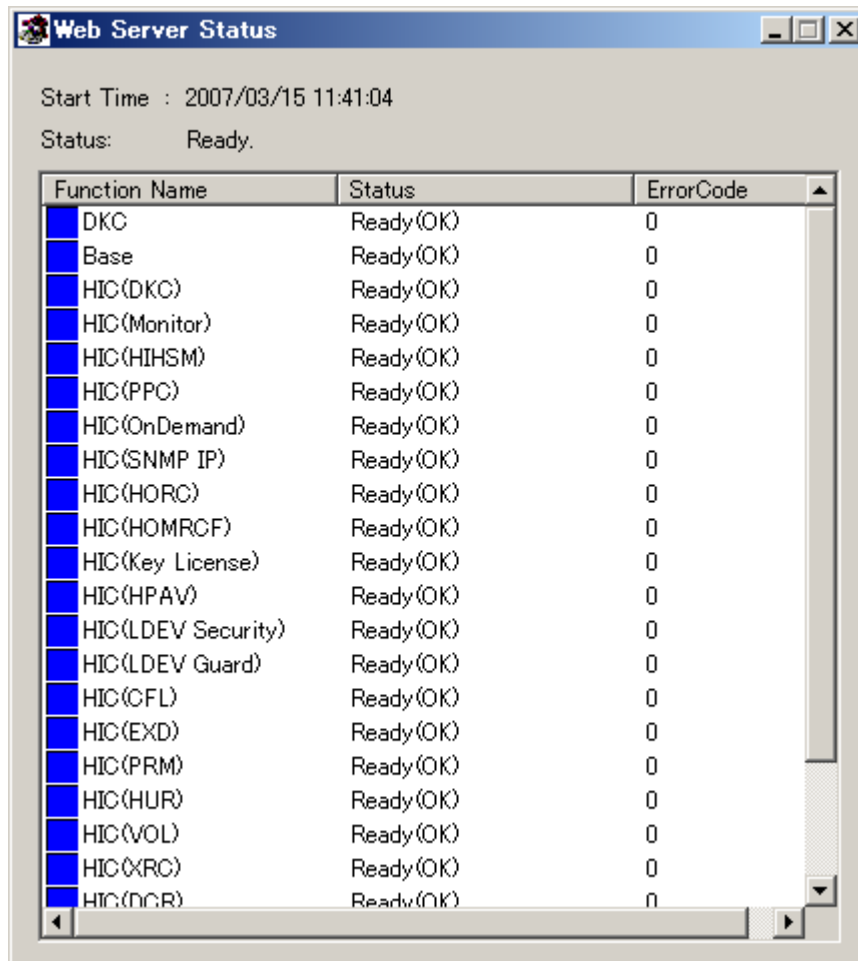 Web Server Status
Start Time : 2007/03/15 11:41:04
Status: Ready.
Function Name Status ErrorCode
DKC Ready(OK) 0
Base Ready(OK) 0
HIC(DKC) Ready(OK) 0
HIC(Monitor) Ready(OK) 0
HIC(HIHSM) Ready(OK) 0
HIC(PPC) Ready(OK) 0
HIC(OnDemand) Ready(OK) 0
HIC(SNMP IP) Ready(OK) 0
HIC(HORC) Ready(OK) 0
HIC(HOMRCF) Ready(OK) 0
HIC(Key License) Ready(OK) 0
HIC(HPAV) Ready(OK) 0
HIC(LDEV Security) Ready(OK) 0
HIC(LDEV Guard) Ready(OK) 0
HIC(CFL) Ready(OK) 0
HIC(EXD) Ready(OK) 0
HIC(PRM) Ready(OK) 0
HIC(HUR) Ready(OK) 0
HIC(VOL) Ready(OK) 0
HIC(XRC) Ready(OK) 0
HIC(DCR) Ready(OK) 0